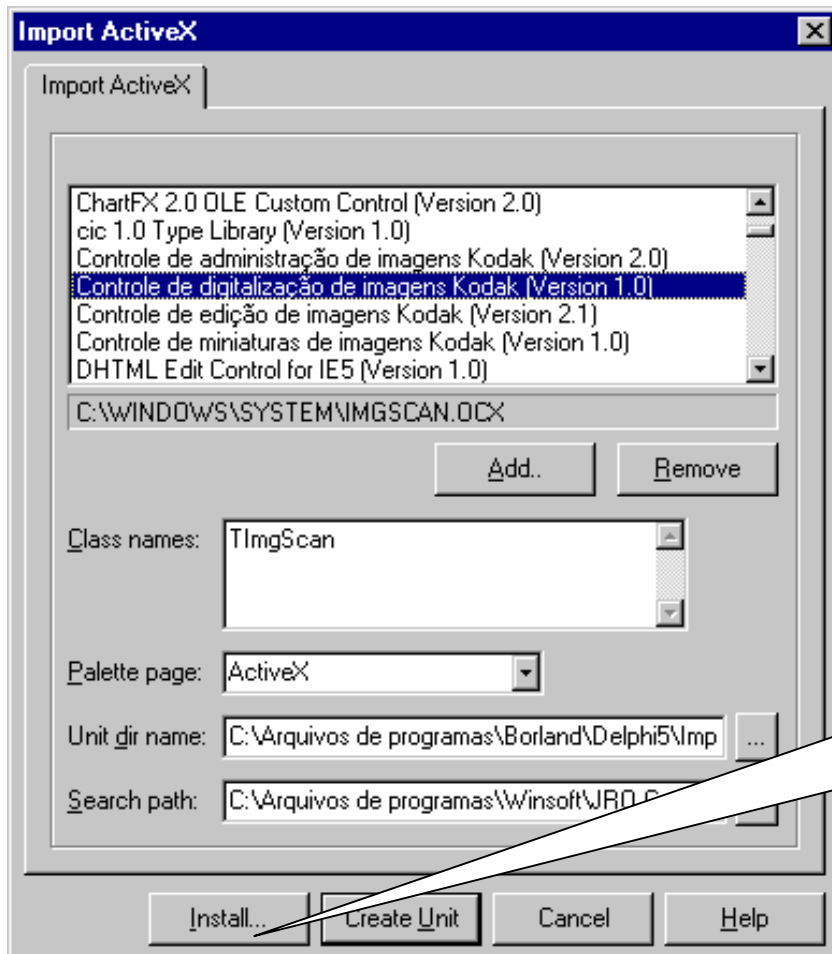 Import ActiveX
Import ActiveX
ChartFX 2.0 OLE Custom Control (Version 2.0)
cic 1.0 Type Library (Version 1.0)
Controle de administração de imagens Kodak (Version 2.0)
Controle de digitalização de imagens Kodak (Version 1.0)
Controle de edição de imagens Kodak (Version 2.1)
Controle de miniaturas de imagens Kodak (Version 1.0)
DHTML Edit Control for IE5 (Version 1.0)
C:\WINDOWS\SYSTEM\IMGSCAN.OCX
Add.. Remove
Class names: TImgScan
Palette page: ActiveX
Unit dir name: C:\Arquivos de programas\Borland\Delphi5\Imp ...
Search path: C:\Arquivos de programas\Winsoft\JRO
Install... Create Unit Cancel Help